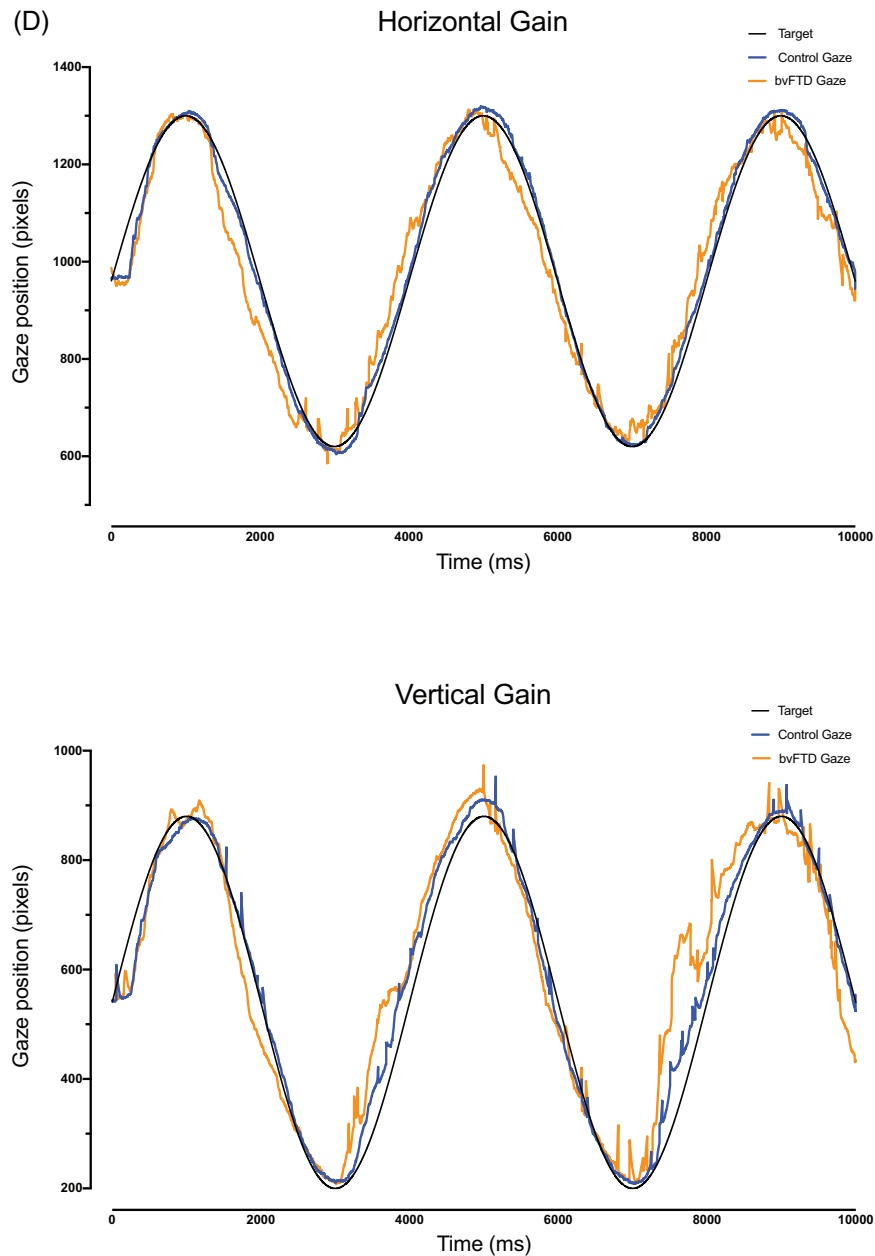 (D)
Horizontal Gain
Target
Control Gaze
bvFTD Gaze
1400
1200
1000
800
600
Gaze position (pixels)
0 2000 4000 6000 8000 10000
Time (ms)
Vertical Gain
Target
Control Gaze
bvFTD Gaze
1000
800
600
400
200
Gaze position (pixels)
0 2000 4000 6000 8000 10000
Time (ms)